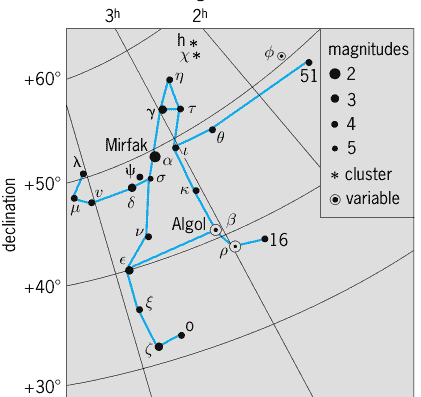 3ʰ 2ʰ
h*
χ*
ϕ
51
magnitudes
2
3
4
5
* cluster
variable
+60°
η
γ τ
θ
Mirfak α ι
λ
ψ σ
+50°
μ υ δ κ
declination
Algol β
ν ρ 16
ϵ
+40°
ξ
ο
ζ
+30°